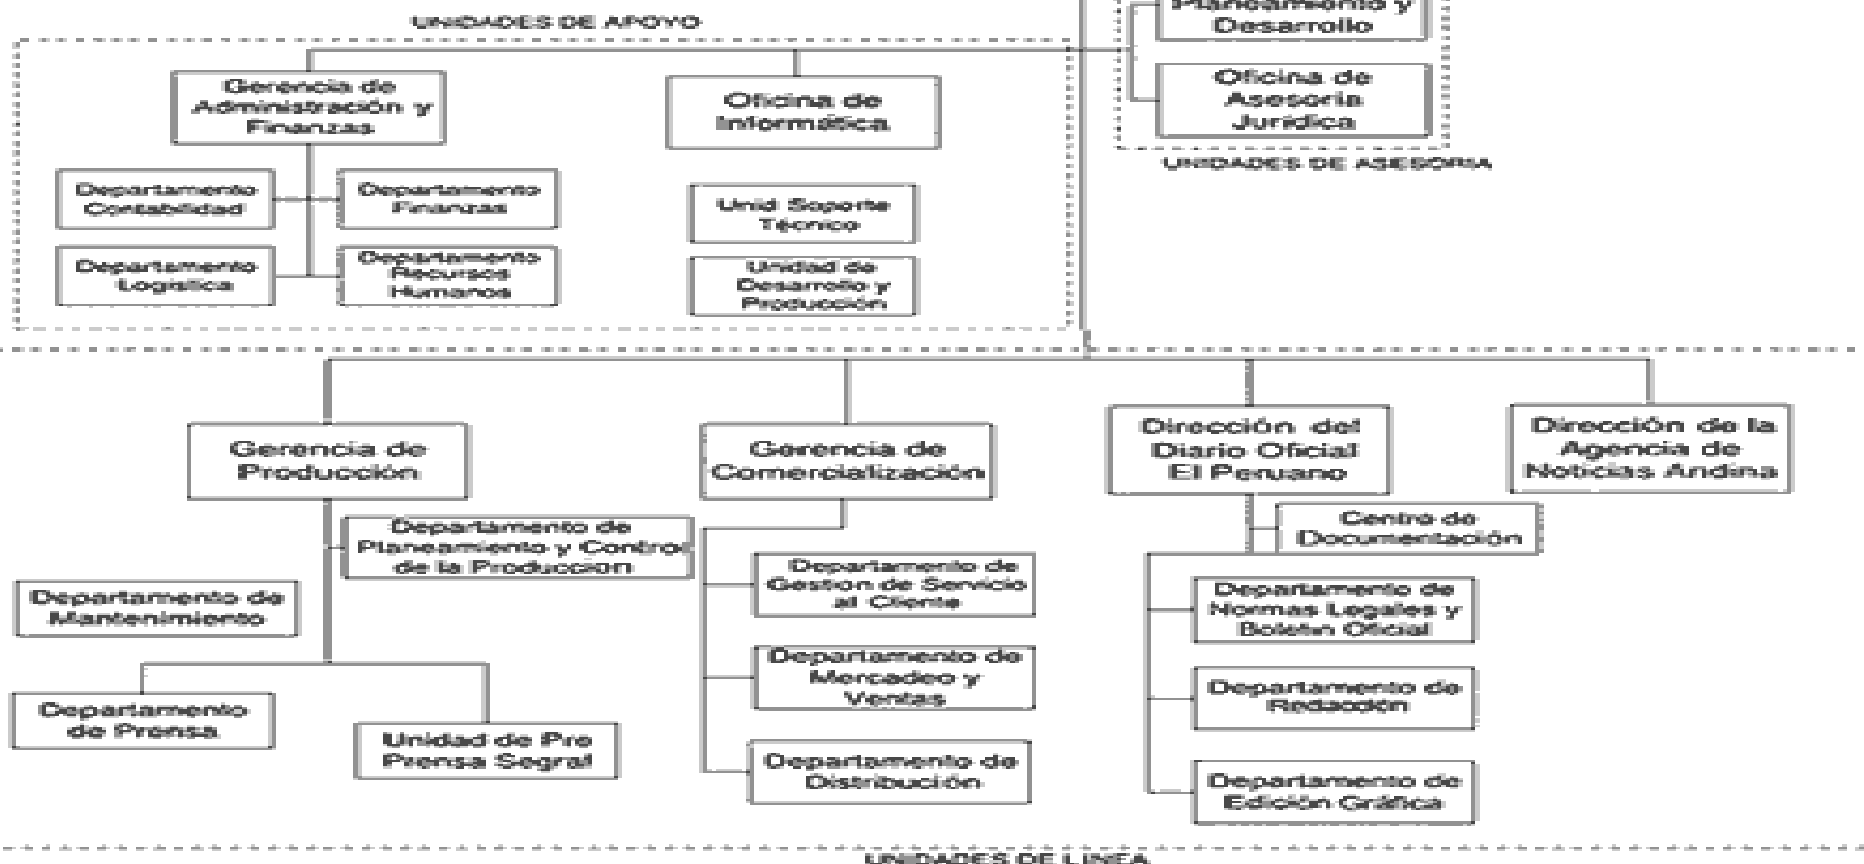 UNIDADES DE APOYO
Planeamiento y
Desarrollo
Gerencia de
Administración y
Finanzas
Oficina de
Informática
Oficina de
Asesoria
Jurídica
UNIDADES DE ASESORIA
Departamento
Contabilidad
Departamento
Finanzas
Unid Soporte
Técnico
Departamento
Logística
Departamento
Recursos
Humanos
Unidad de
Desarrollo y
Producción
Gerencia de
Producción
Gerencia de
Comercialización
Dirección del
Diario Oficial
El Peruano
Dirección de la
Agencia de
Noticias Andina
Departamento de
Planeamiento y Control
de la Producción
Centro de
Documentación
Departamento de
Mantenimiento
Departamento de
Gestion de Servicio
al Cliente
Departamento de
Normas Legales y
Boletin Oficial
Departamento de
Mercadeo y
Ventas
Departamento de
Redacción
Departamento
de Prensa
Unidad de Pre
Prensa Segraf
Departamento de
Distribución
Departamento de
Edición Gráfica
UNIDADES DE LINEA